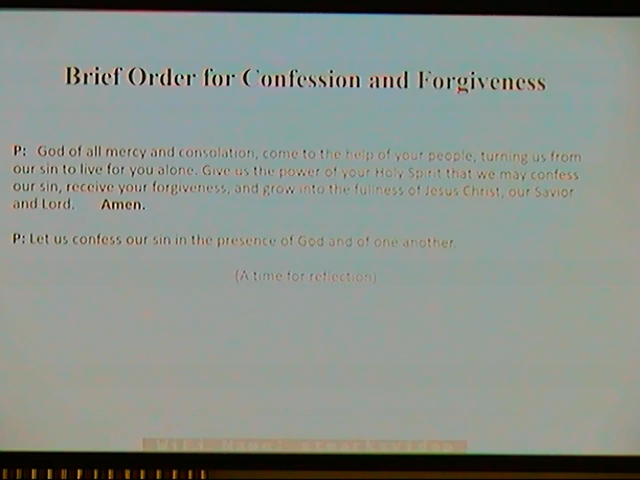 Brief Order for Confession and Forgiveness
P: God of all mercy and consolation, come to the help of your people, turning us from
our sin to live for you alone. Give us the power of your Holy Spirit that we may confess
our sin, receive your forgiveness, and grow into the fullness of Jesus Christ, our Savior
and Lord. Amen.
P: Let us confess our sin in the presence of God and of one another.
(A time for reflection)